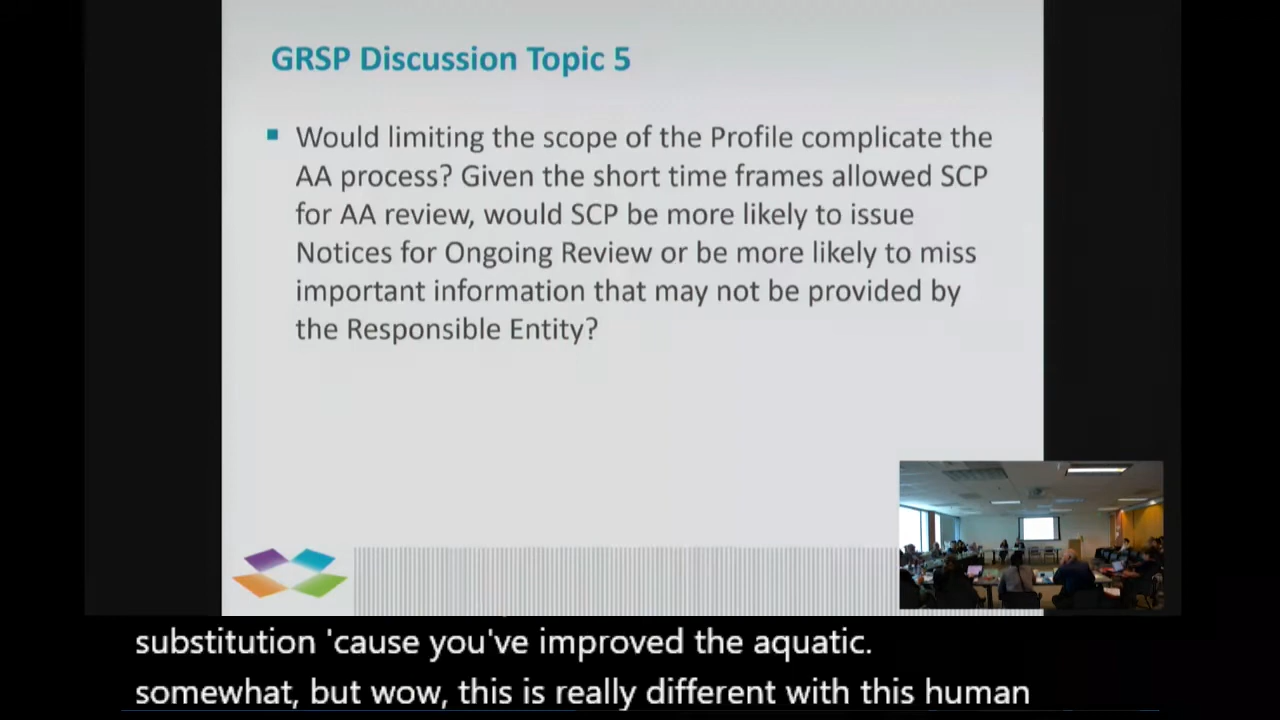 GRSP Discussion Topic 5
Would limiting the scope of the Profile complicate the
AA process? Given the short time frames allowed SCP
for AA review, would SCP be more likely to issue
Notices for Ongoing Review or be more likely to miss
important information that may not be provided by
the Responsible Entity?
substitution 'cause you've improved the aquatic.
somewhat, but wow, this is really different with this human